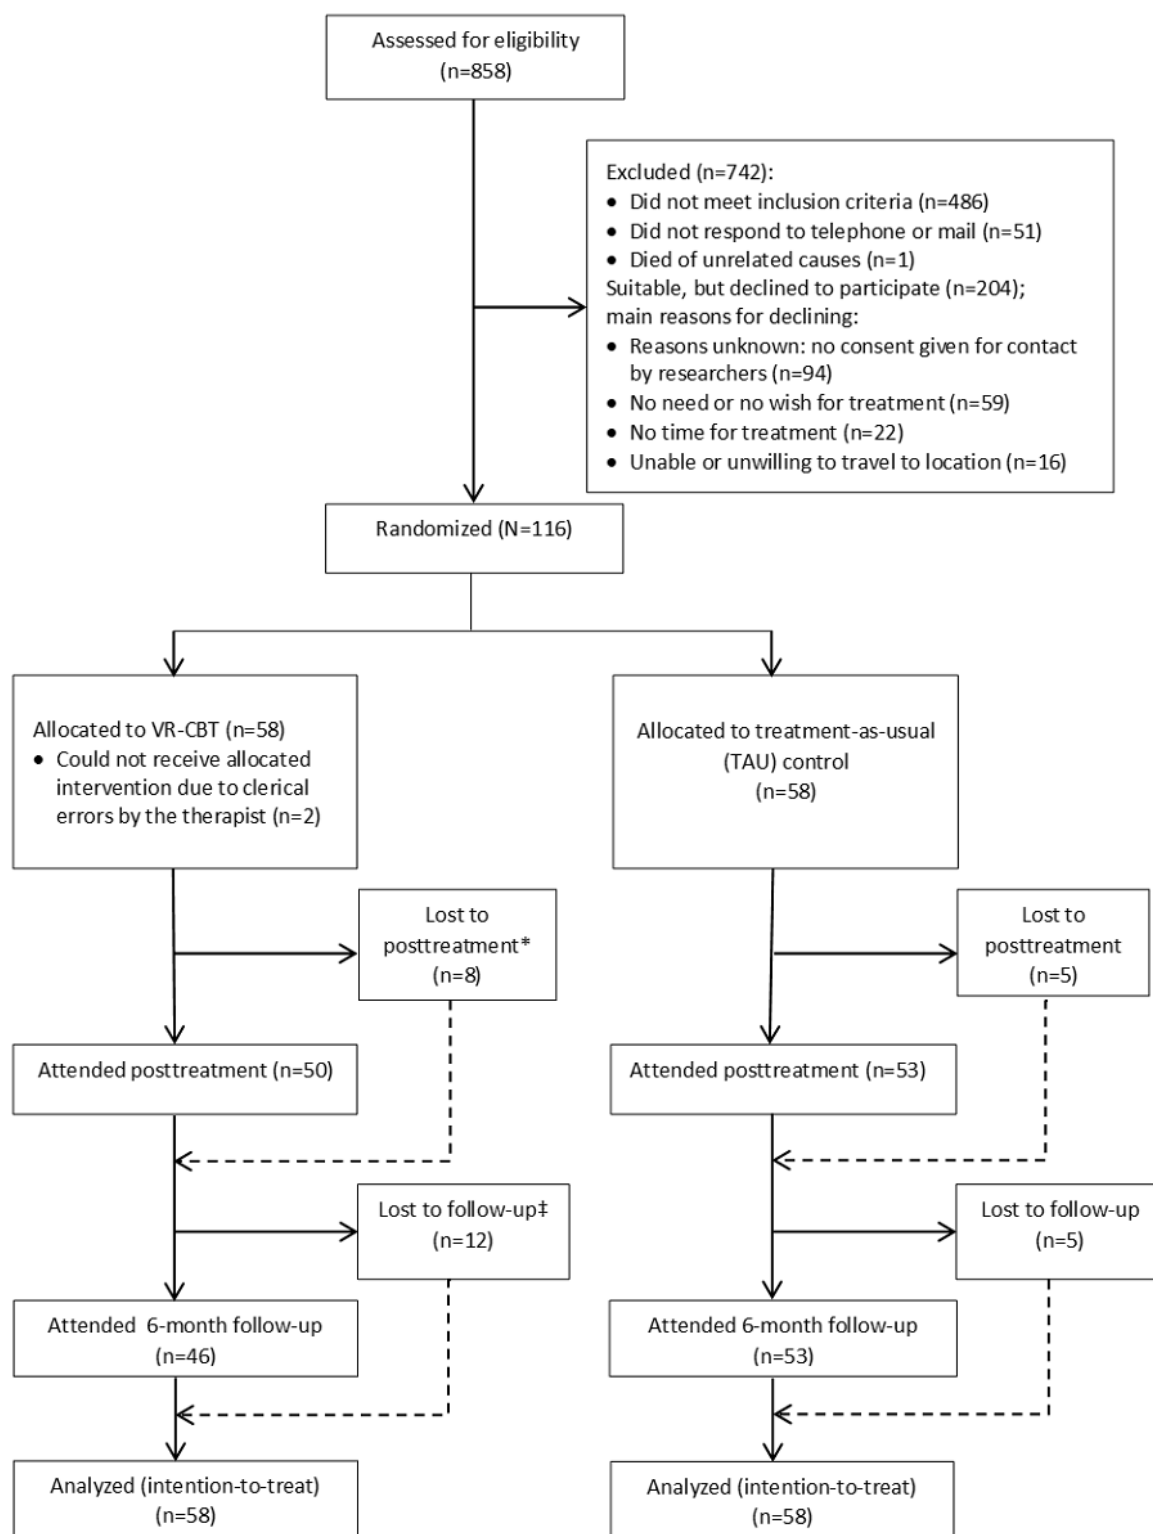 Assessed for eligibility
(n=858)
Excluded (n=742):
• Did not meet inclusion criteria (n=486)
• Did not respond to telephone or mail (n=51)
• Died of unrelated causes (n=1)
Suitable, but declined to participate (n=204);
main reasons for declining:
• Reasons unknown: no consent given for contact
by researchers (n=94)
• No need or no wish for treatment (n=59)
• No time for treatment (n=22)
• Unable or unwilling to travel to location (n=16)
Randomized (N=116)
Allocated to VR-CBT (n=58)
• Could not receive allocated
intervention due to clerical
errors by the therapist (n=2)
Allocated to treatment-as-usual
(TAU) control
(n=58)
Lost to
posttreatment*
(n=8)
Lost to
posttreatment
(n=5)
Attended posttreatment (n=50)
Attended posttreatment (n=53)
Lost to follow-up‡
(n=12)
Lost to follow-up
(n=5)
Attended 6-month follow-up
(n=46)
Attended 6-month follow-up
(n=53)
Analyzed (intention-to-treat)
(n=58)
Analyzed (intention-to-treat)
(n=58)